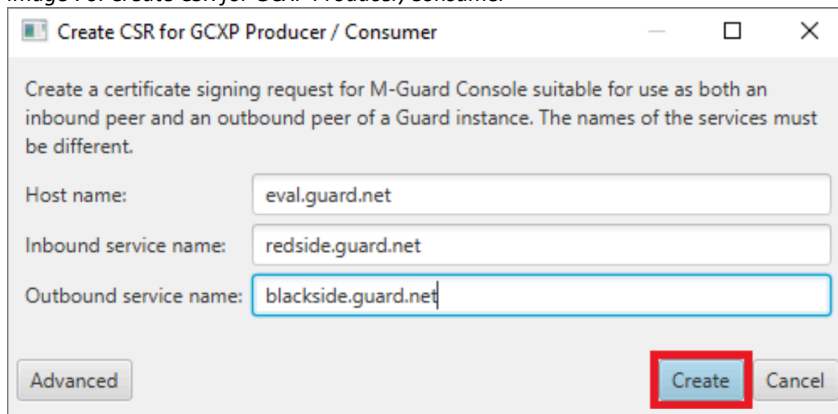 Create CSR for GCXP Producer / Consumer
Create a certificate signing request for M-Guard Console suitable for use as both an
inbound peer and an outbound peer of a Guard instance. The names of the services must
be different.
Host name: eval.guard.net
Inbound service name: redside.guard.net
Outbound service name: blackside.guard.net
Advanced Create Cancel